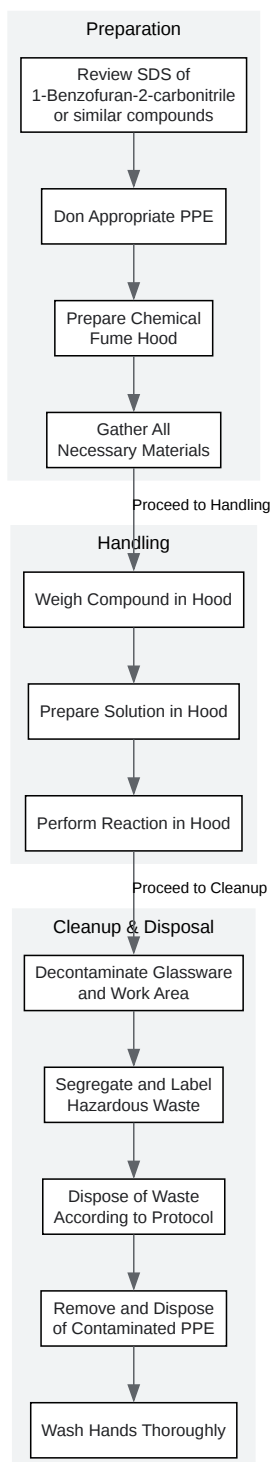 Preparation
Review SDS of
1-Benzofuran-2-carbonitrile
or similar compounds
Don Appropriate PPE
Prepare Chemical
Fume Hood
Gather All
Necessary Materials
Proceed to Handling
Handling
Weigh Compound in Hood
Prepare Solution in Hood
Perform Reaction in Hood
Proceed to Cleanup
Cleanup & Disposal
Decontaminate Glassware
and Work Area
Segregate and Label
Hazardous Waste
Dispose of Waste
According to Protocol
Remove and Dispose
of Contaminated PPE
Wash Hands Thoroughly